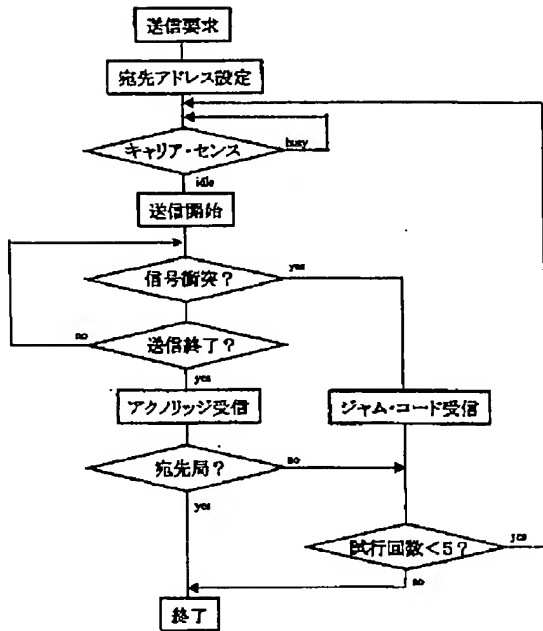 送信要求
宛先アドレス設定
キャリア・センス
busy
idle
送信開始
信号衝突?
yes
no
送信終了?
yes
アクノリッジ受信
ジャム・コード受信
宛先局?
no
yes
試行回数<5?
yes
no
終了